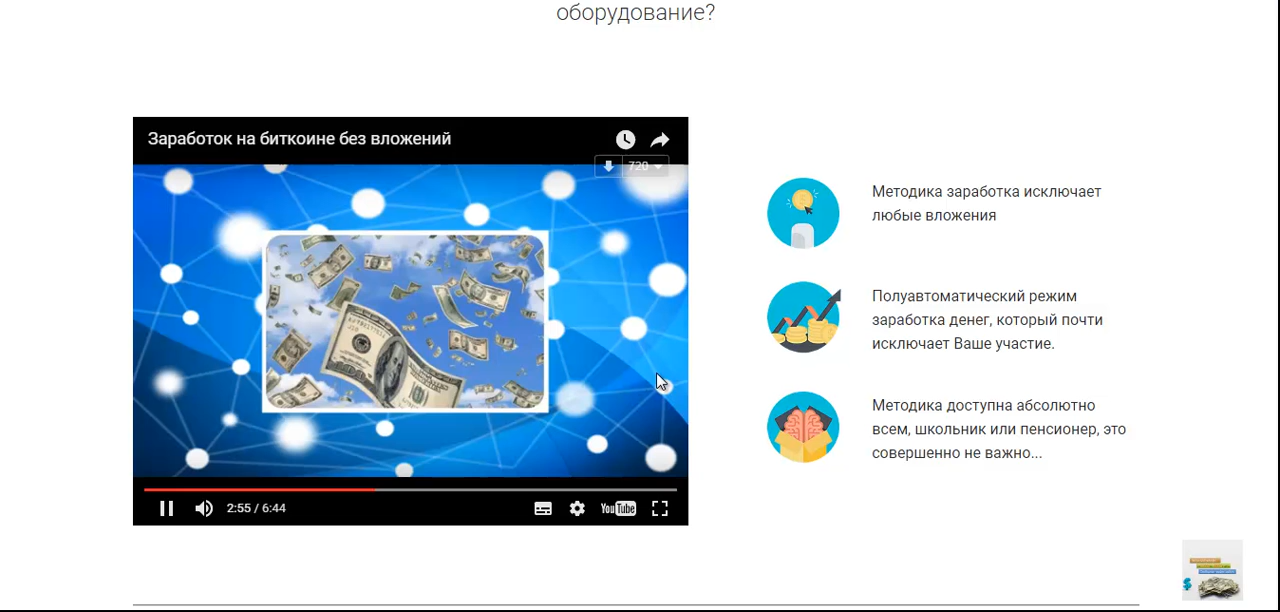 оборудование?
Заработок на биткоине без вложений
720
Методика заработка исключает
любые вложения
Полуавтоматический режим
заработка денег, который почти
исключает Ваше участие.
Методика доступна абсолютно
всем, школьник или пенсионер, это
совершенно не важно...
2:55 / 6:44
YouTube